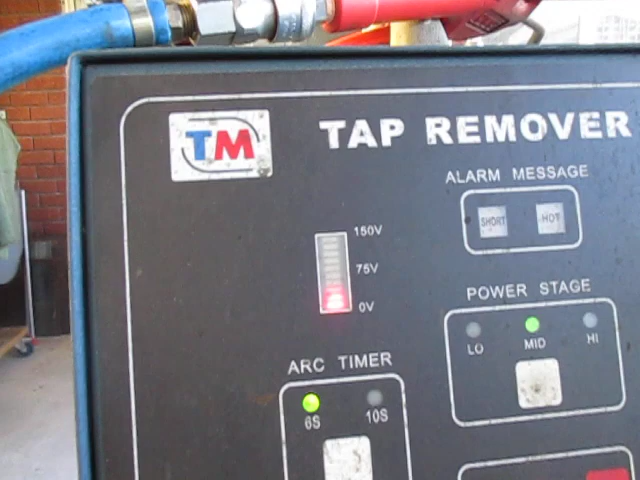 TM
TAP REMOVER
ALARM MESSAGE
SHORT HOT
150V
75V
0V
POWER STAGE
LO MID HI
ARC TIMER
6S 10S